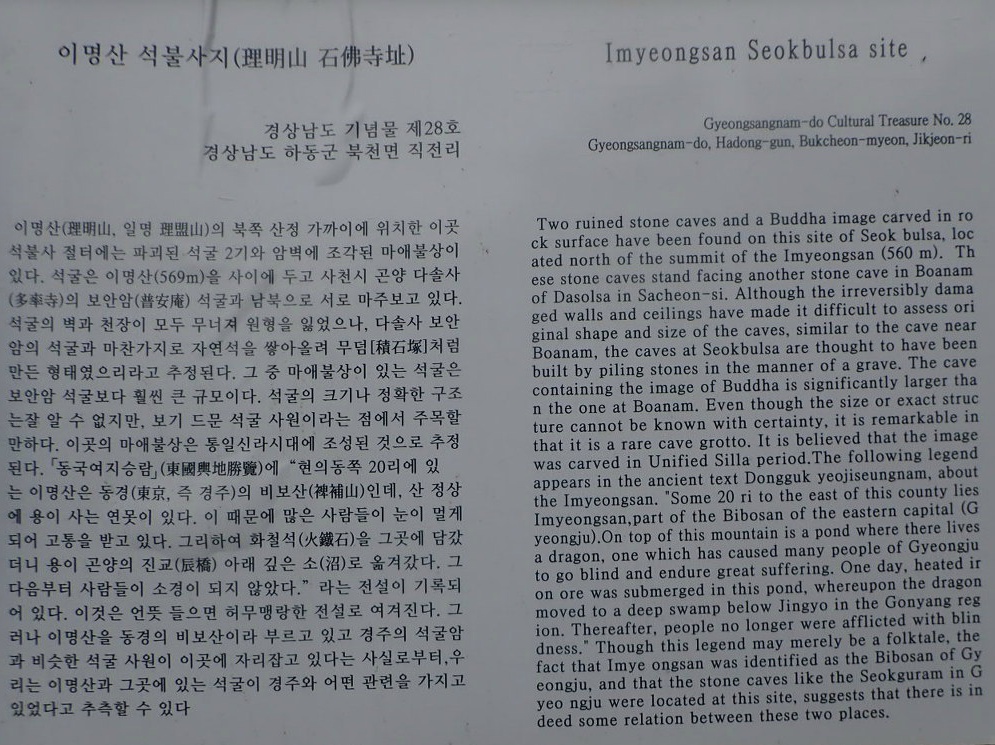 이명산 석불사지(理明山 石佛寺址)
경상남도 기념물 제28호
경상남도 하동군 북천면 직전리
이명산(理明山, 일명 理盟山)의 북쪽 산정 가까이에 위치한 이곳
석불사 절터에는 파괴된 석굴 2기와 암벽에 조각된 마애불상이
있다. 석굴은 이명산(569m)을 사이에 두고 사천시 곤양 다솔사
(多率寺)의 보안암(普安庵) 석굴과 남북으로 서로 마주보고 있다.
석굴의 벽과 천장이 모두 무너져 원형을 잃었으나, 다솔사 보안
암의 석굴과 마찬가지로 자연석을 쌓아올려 무덤[積石塚]처럼
만든 형태였으리라고 추정된다. 그 중 마애불상이 있는 석굴은
보안암 석굴보다 훨씬 큰 규모이다. 석굴의 크기나 정확한 구조
는잘 알 수 없지만, 보기 드문 석굴 사원이라는 점에서 주목할
만하다. 이곳의 마애불상은 통일신라시대에 조성된 것으로 추정
된다.「동국여지승람」(東國輿地勝覽)에 “현의동쪽 20리에 있
는 이명산은 동경(東京, 즉 경주)의 비보산(裨補山)인데, 산 정상
에 용이 사는 연못이 있다. 이 때문에 많은 사람들이 눈이 멀게
되어 고통을 받고 있다. 그리하여 화철석(火鐵石)을 그곳에 담갔
더니 용이 곤양의 진교(辰橋) 아래 깊은 소(沼)로 옮겨갔다. 그
다음부터 사람들이 소경이 되지 않았다.” 라는 전설이 기록되
어 있다. 이것은 언뜻 들으면 허무맹랑한 전설로 여겨진다. 그
러나 이명산을 동경의 비보산이라 부르고 있고 경주의 석굴암
과 비슷한 석굴 사원이 이곳에 자리잡고 있다는 사실로부터,우
리는 이명산과 그곳에 있는 석굴이 경주와 어떤 관련을 가지고
있었다고 추측할 수 있다
Imyeongsan Seokbulsa site
Gyeongsangnam-do Cultural Treasure No. 28
Gyeongsangnam-do, Hadong-gun, Bukcheon-myeon, Jikjeon-ri
Two ruined stone caves and a Buddha image carved in ro
ck surface have been found on this site of Seok bulsa, loc
ated north of the summit of the Imyeongsan (560 m). Th
ese stone caves stand facing another stone cave in Boanam
of Dasolsa in Sacheon-si. Although the irreversibly dama
ged walls and ceilings have made it difficult to assess ori
ginal shape and size of the caves, similar to the cave near
Boanam, the caves at Seokbulsa are thought to have been
built by piling stones in the manner of a grave. The cave
containing the image of Buddha is significantly larger tha
n the one at Boanam. Even though the size or exact struc
ture cannot be known with certainty, it is remarkable in
that it is a rare cave grotto. It is believed that the image
was carved in Unified Silla period.The following legend
appears in the ancient text Dongguk yeojiseungnam, about
the Imyeongsan. "Some 20 ri to the east of this county lies
Imyeongsan,part of the Bibosan of the eastern capital (G
yeongju).On top of this mountain is a pond where there lives
a dragon, one which has caused many people of Gyeongju
to go blind and endure great suffering. One day, heated ir
on ore was submerged in this pond, whereupon the dragon
moved to a deep swamp below Jingyo in the Gonyang reg
ion. Thereafter, people no longer were afflicted with blin
dness." Though this legend may merely be a folktale, the
fact that Imye ongsan was identified as the Bibosan of Gy
eongju, and that the stone caves like the Seokguram in G
yeo ngju were located at this site, suggests that there is in
deed some relation between these two places.